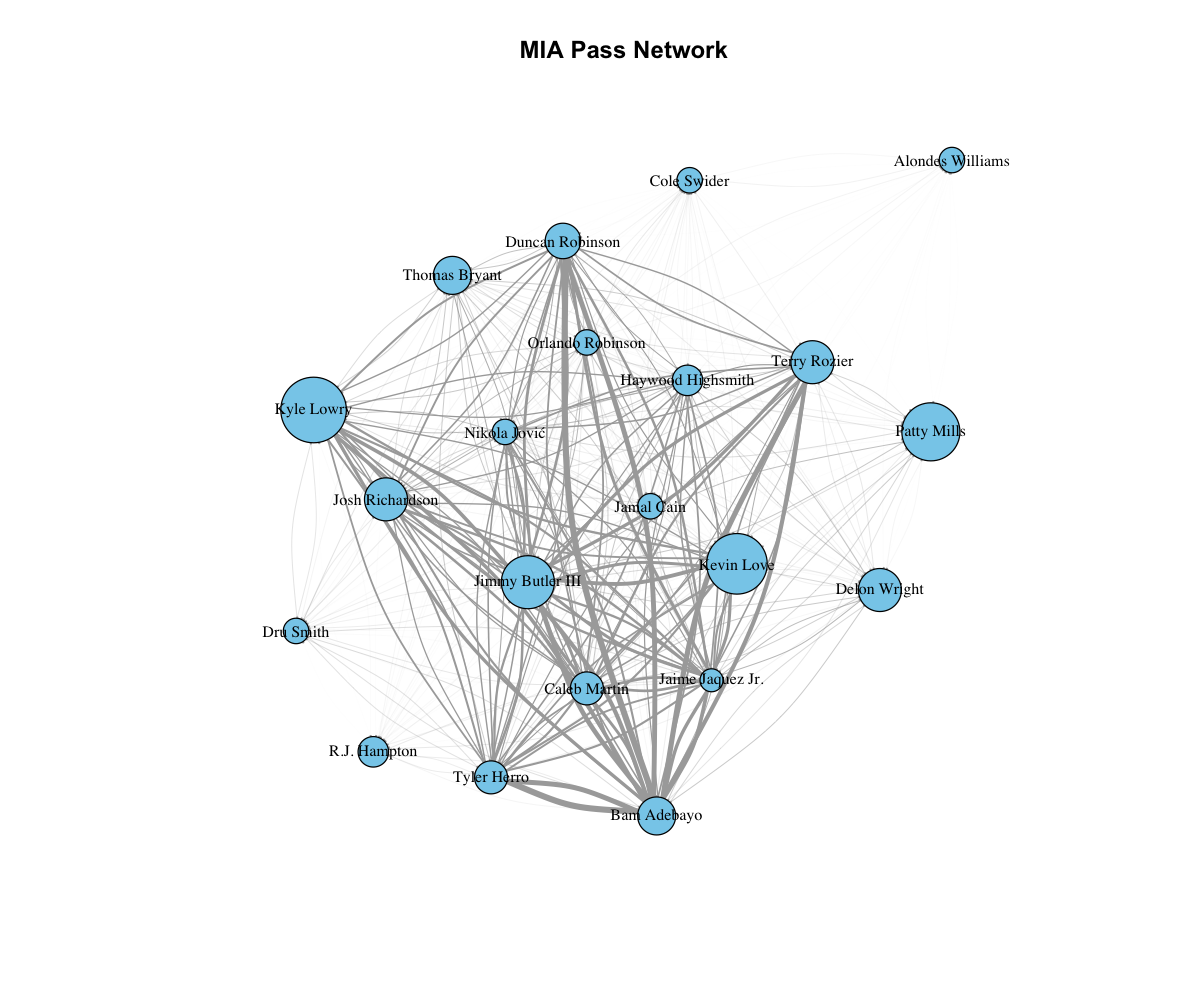 MIA Pass Network
Alondes Williams
Cole Swider
Duncan Robinson
Thomas Bryant
Orlando Robinson
Terry Rozier
Haywood Highsmith
Kyle Lowry
Patty Mills
Nikola Jović
Josh Richardson
Jamal Cain
Kevin Love
Jimmy Butler III
Delon Wright
Dru Smith
Jaime Jaquez Jr.
Caleb Martin
R.J. Hampton
Tyler Herro
Bam Adebayo